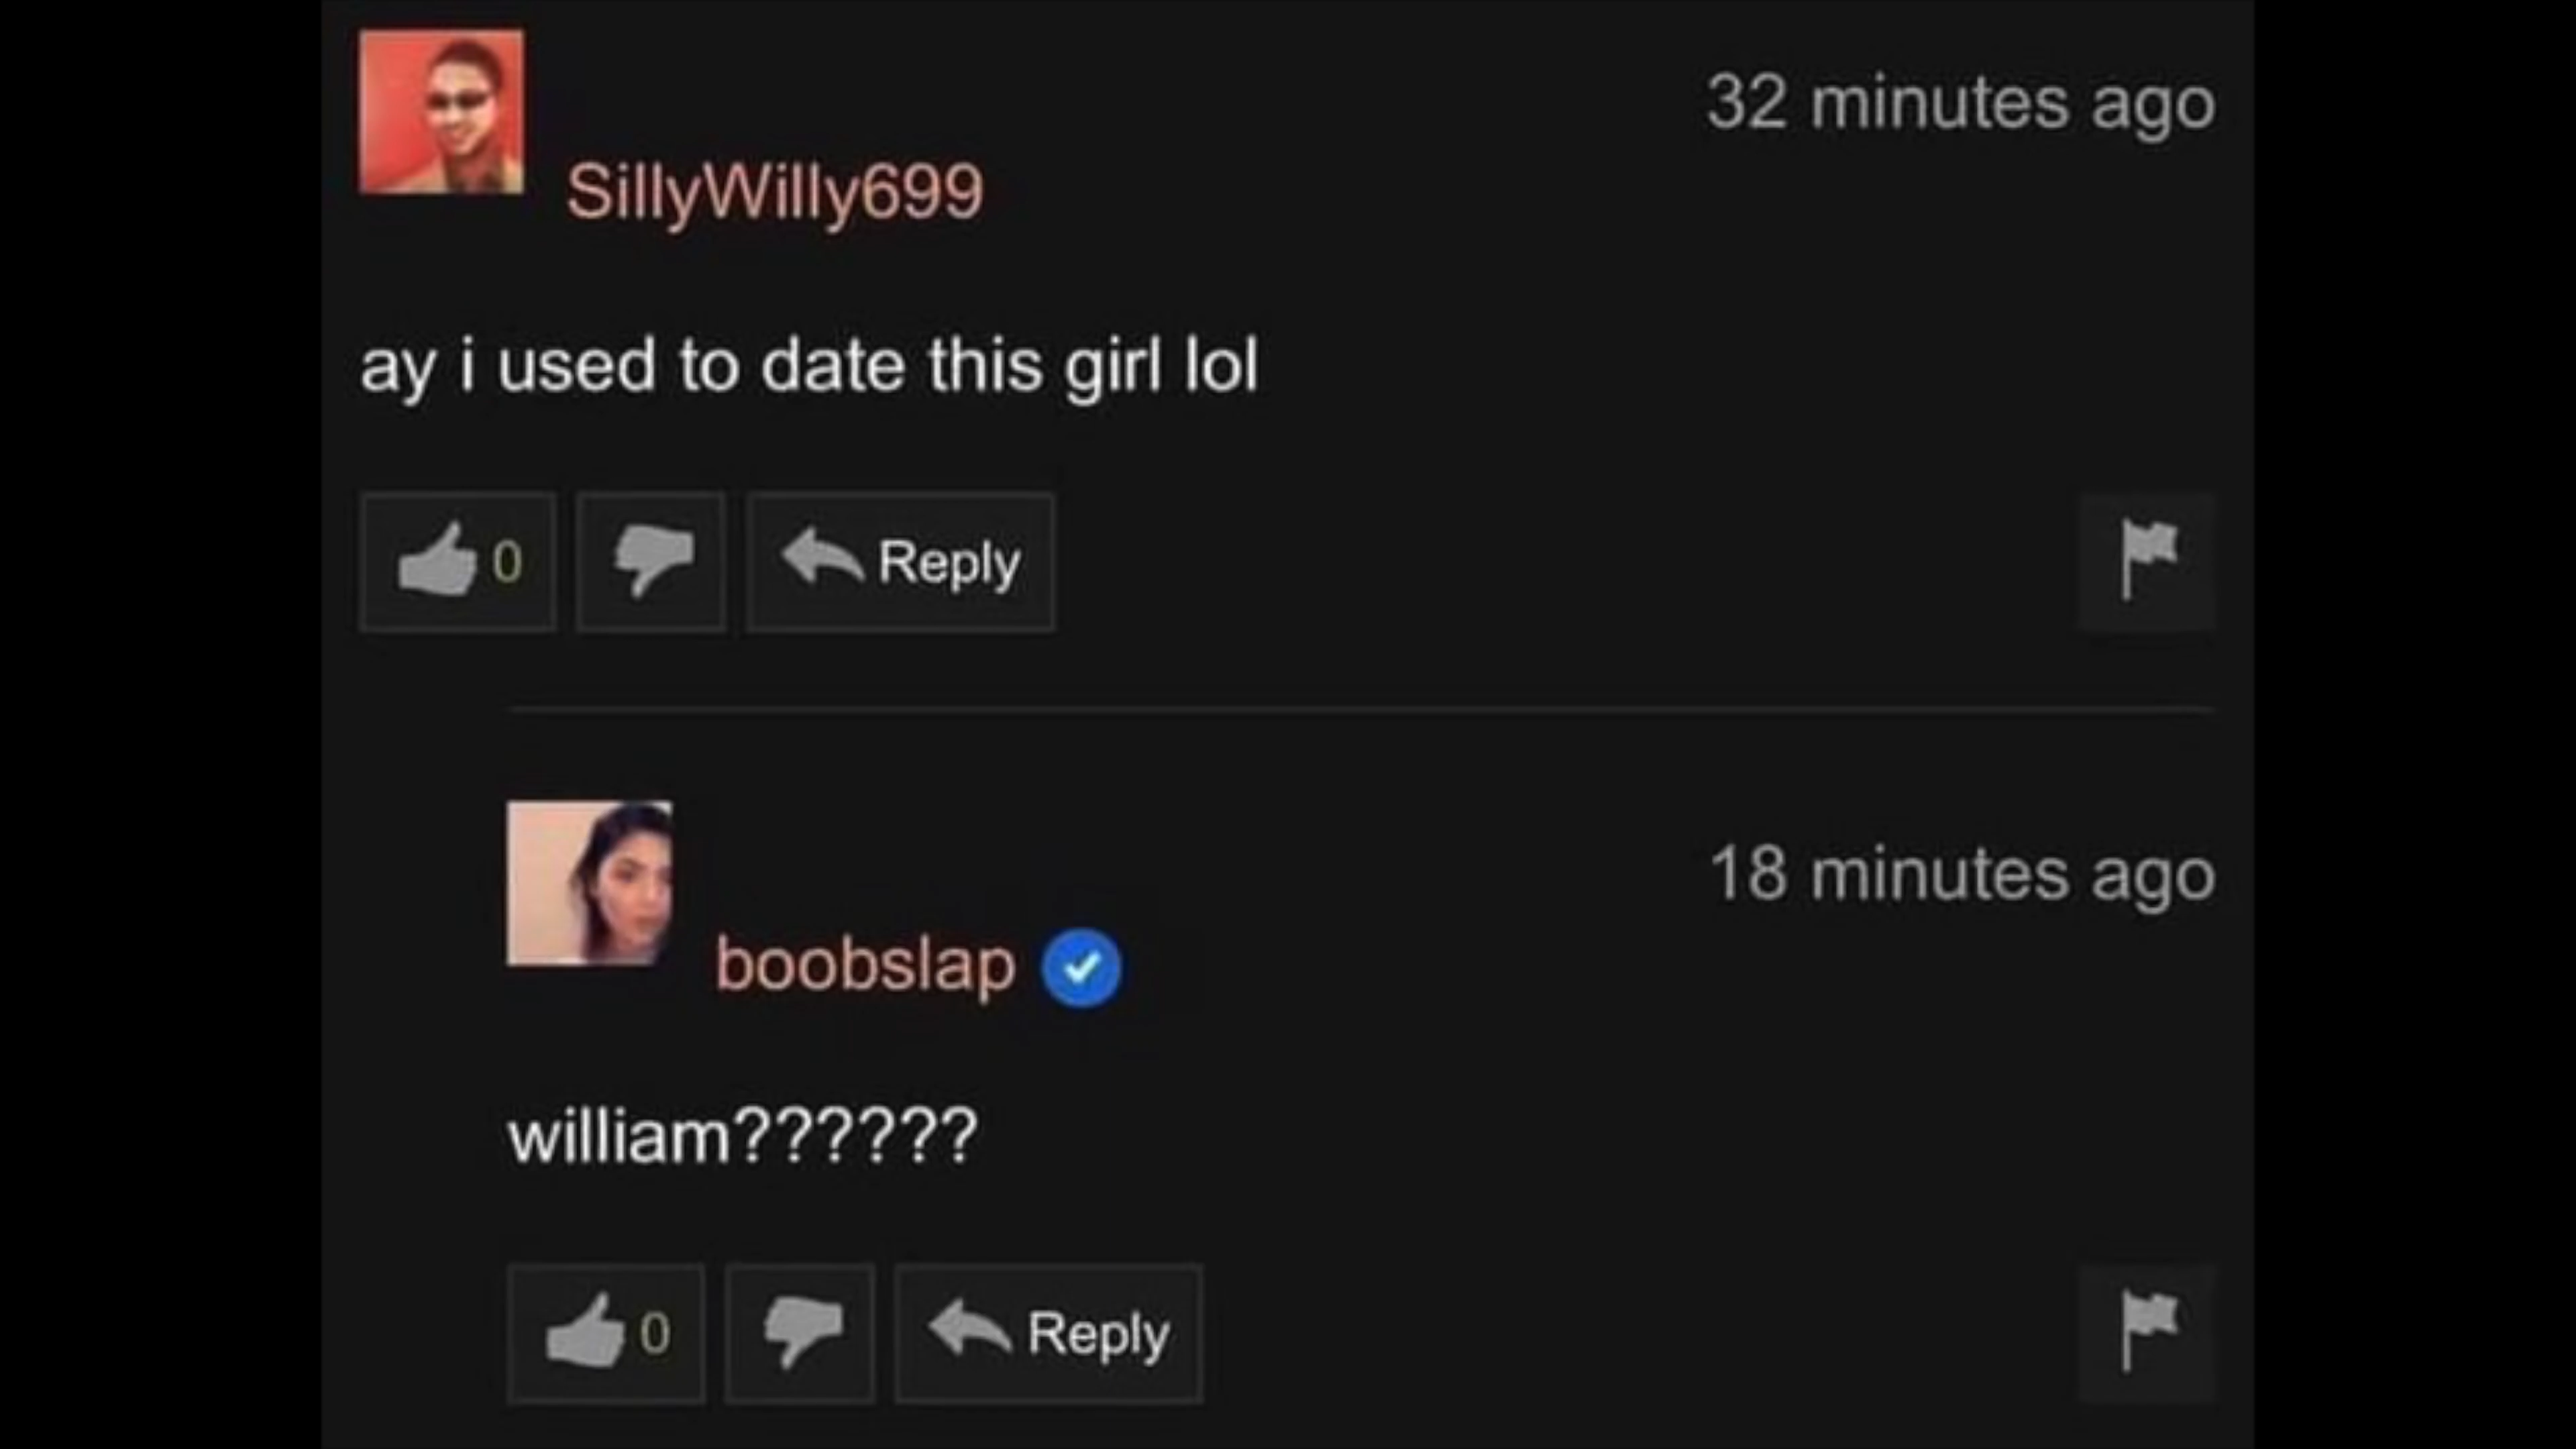 32 minutes ago
SillyWilly699
ay i used to date this girl lol
0 Reply
18 minutes ago
boobslap
william??????
0 Reply